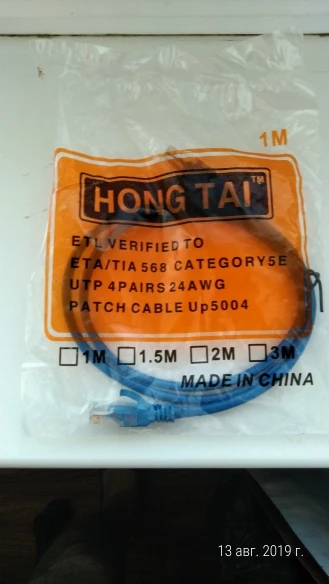 1M
HONG TAI™
ETL VERIFIED TO
ETA/TIA 568 CATEGORY5E
UTP 4PAIRS 24AWG
PATCH CABLE Up5004
1M 1.5M 2M 3M
MADE IN CHINA
13 авг. 2019 г.